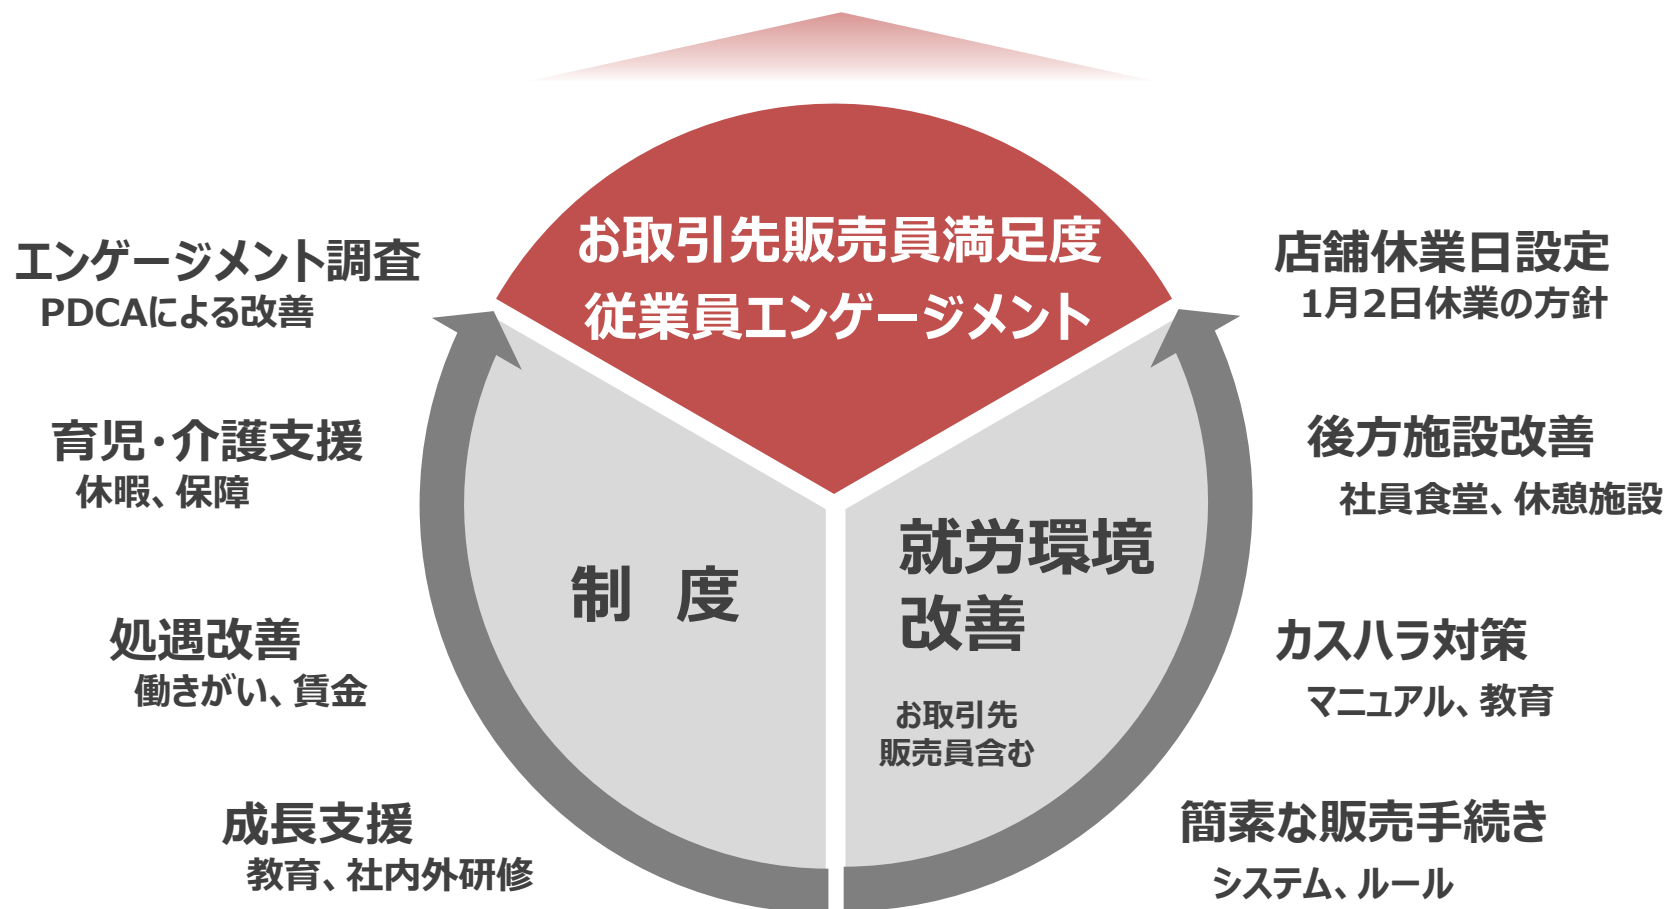 お取引先販売員満足度
従業員エンゲージメント
エンゲージメント調査
PDCAによる改善
育児・介護支援
休暇、保障
処遇改善
働きがい、賃金
成長支援
教育、社内外研修
制 度
就労環境
改善
お取引先
販売員含む
店舗休業日設定
1月2日休業の方針
後方施設改善
社員食堂、休憩施設
カスハラ対策
マニュアル、教育
簡素な販売手続き
システム、ルール